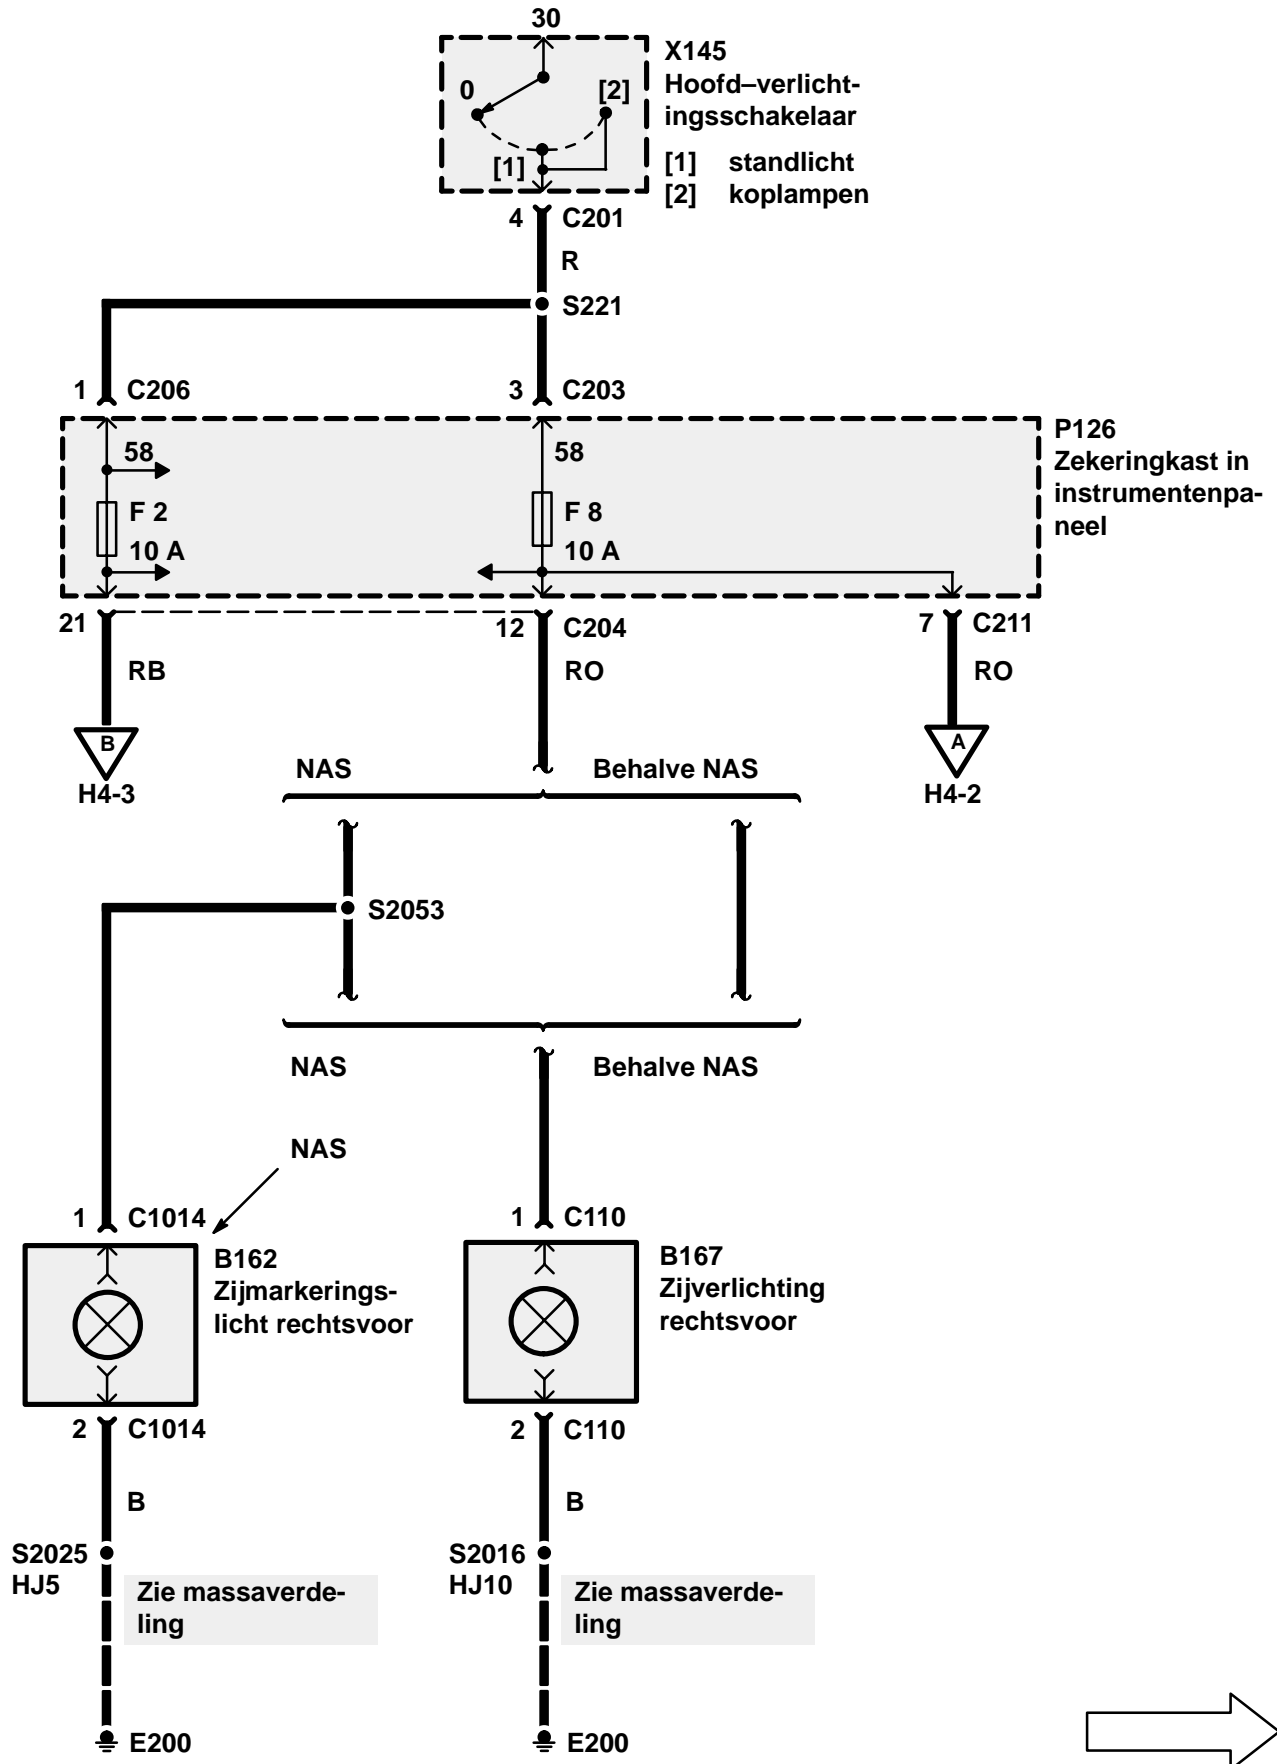 30
X145
Hoofd–verlicht-
ingsschakelaar
0
[2]
[1]
[1] standlicht
[2] koplampen
4 C201
R
S221
1 C206
3 C203
P126
Zekeringkast in
instrumentenpa-
neel
58
58
F 2
F 8
10 A
10 A
21
12 C204
7 C211
RB
RO
RO
B
A
H4-3
H4-2
NAS
Behalve NAS
S2053
NAS
Behalve NAS
NAS
1 C1014
1 C110
B162
Zijmarkerings-
licht rechtsvoor
B167
Zijverlichting
rechtsvoor
2 C1014
2 C110
B
B
S2025
HJ5
S2016
HJ10
Zie massaverde-
ling
Zie massaverde-
ling
E200
E200